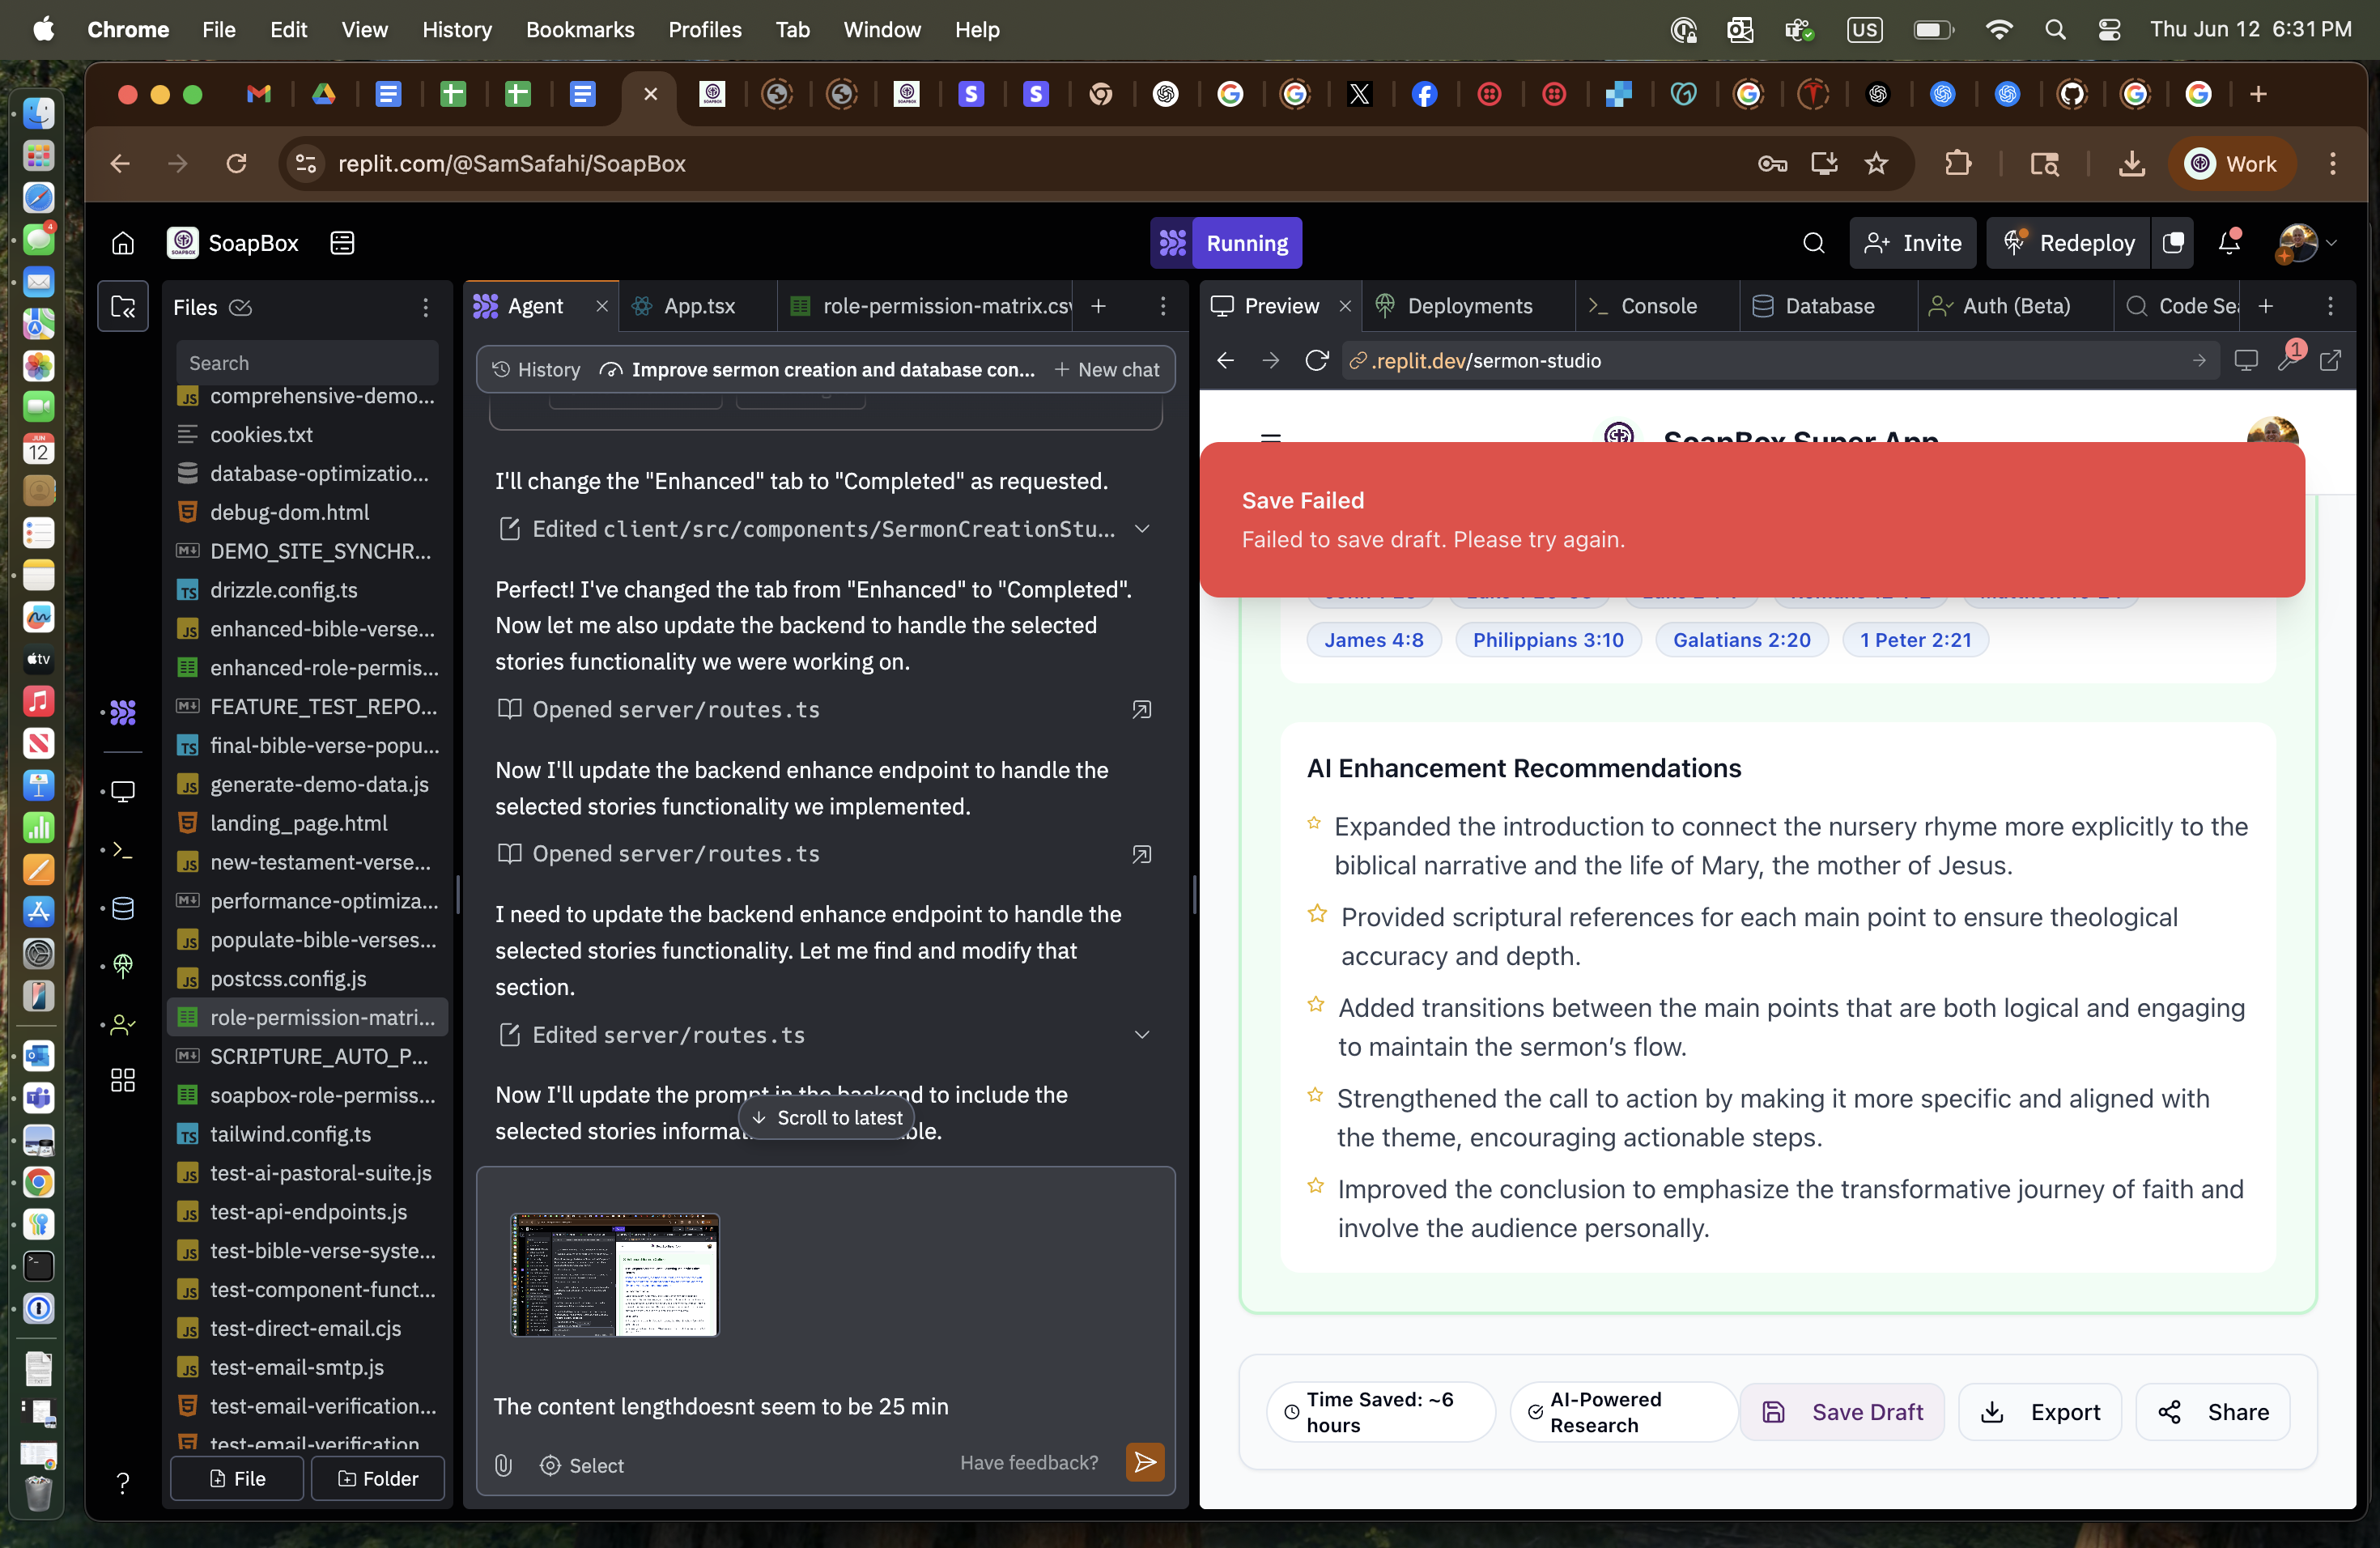 Chrome File Edit View History Bookmarks Profiles Tab Window Help
US Thu Jun 12 6:31 PM
replit.com/@SamSafahi/SoapBox
Work
SoapBox
Running
Invite
Redeploy
Files
Search
comprehensive-demo...
cookies.txt
database-optimizatio...
debug-dom.html
DEMO_SITE_SYNCHR...
drizzle.config.ts
enhanced-bible-verse...
enhanced-role-permis...
FEATURE_TEST_REPO...
final-bible-verse-popu...
generate-demo-data.js
landing_page.html
new-testament-verse...
performance-optimiza...
populate-bible-verses...
postcss.config.js
role-permission-matri...
SCRIPTURE_AUTO_P...
soapbox-role-permiss...
tailwind.config.ts
test-ai-pastoral-suite.js
test-api-endpoints.js
test-bible-verse-syste...
test-component-funct...
test-direct-email.cjs
test-email-smtp.js
test-email-verification...
test-email-verification
File
Folder
Agent
App.tsx
role-permission-matrix.csv
History
Improve sermon creation and database con...
New chat
I'll change the "Enhanced" tab to "Completed" as requested.
Edited client/src/components/SermonCreationStu...
Perfect! I've changed the tab from "Enhanced" to "Completed".
Now let me also update the backend to handle the selected
stories functionality we were working on.
Opened server/routes.ts
Now I'll update the backend enhance endpoint to handle the
selected stories functionality we implemented.
Opened server/routes.ts
I need to update the backend enhance endpoint to handle the
selected stories functionality. Let me find and modify that
section.
Edited server/routes.ts
Now I'll update the prompt in the backend to include the
selected stories informa ble.
Scroll to latest
The content lengthdoesnt seem to be 25 min
Select
Have feedback?
Preview
Deployments
Console
Database
Auth (Beta)
Code Se
.replit.dev/sermon-studio
1
SoapBox Super App
Save Failed
Failed to save draft. Please try again.
James 4:8
Philippians 3:10
Galatians 2:20
1 Peter 2:21
AI Enhancement Recommendations
Expanded the introduction to connect the nursery rhyme more explicitly to the
biblical narrative and the life of Mary, the mother of Jesus.
Provided scriptural references for each main point to ensure theological
accuracy and depth.
Added transitions between the main points that are both logical and engaging
to maintain the sermon's flow.
Strengthened the call to action by making it more specific and aligned with
the theme, encouraging actionable steps.
Improved the conclusion to emphasize the transformative journey of faith and
involve the audience personally.
Time Saved: ~6
hours
AI-Powered
Research
Save Draft
Export
Share
4
JUN
12
tv